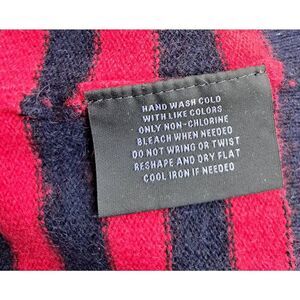 HAND WASH COLD
WITH LIKE COLORS
ONLY NON-CHLORINE
BLEACH WHEN NEEDED
DO NOT WRING OR TWIST
RESHAPE AND DRY FLAT
COOL IRON IF NEEDED